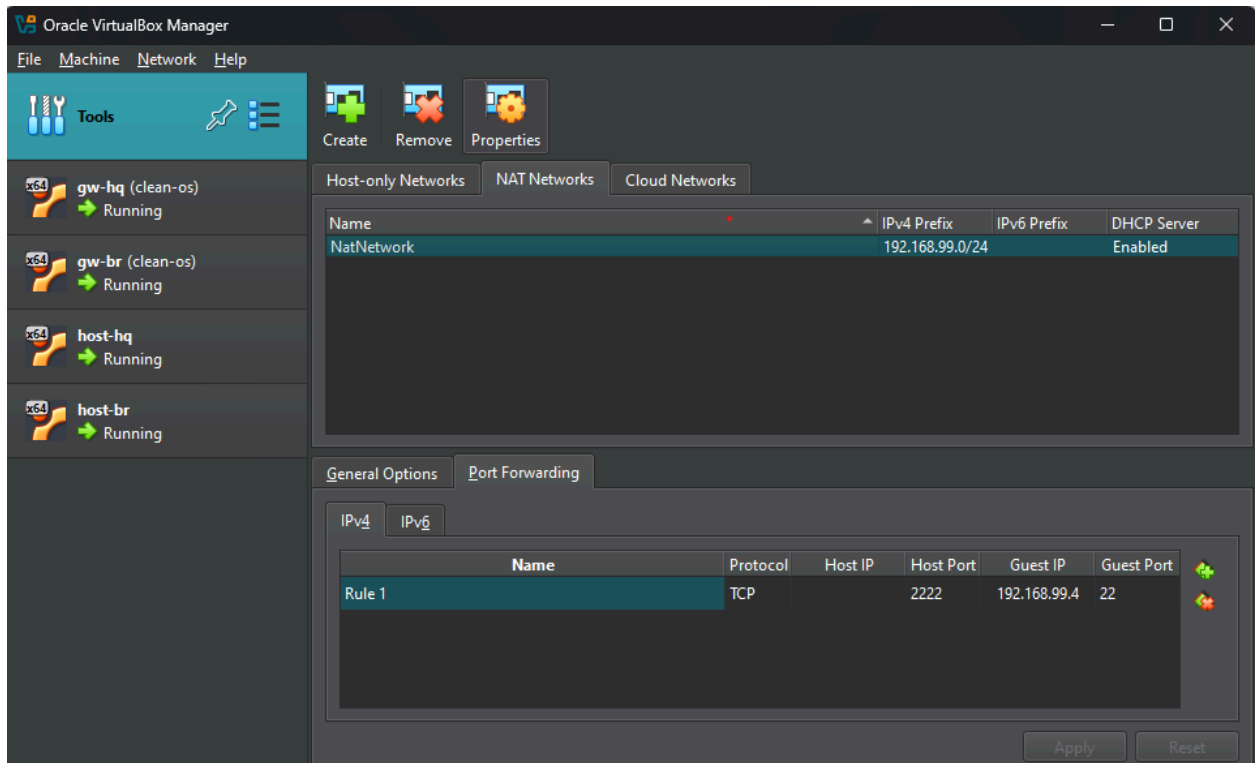 Oracle VirtualBox Manager
File Machine Network Help
Tools
Create Remove Properties
gw-hq (clean-os)
Running
gw-br (clean-os)
Running
host-hq
Running
host-br
Running
Host-only Networks NAT Networks Cloud Networks
Name IPv4 Prefix IPv6 Prefix DHCP Server
NatNetwork 192.168.99.0/24 Enabled
General Options Port Forwarding
IPv4 IPv6
Name Protocol Host IP Host Port Guest IP Guest Port
Rule 1 TCP 2222 192.168.99.4 22
Apply Reset